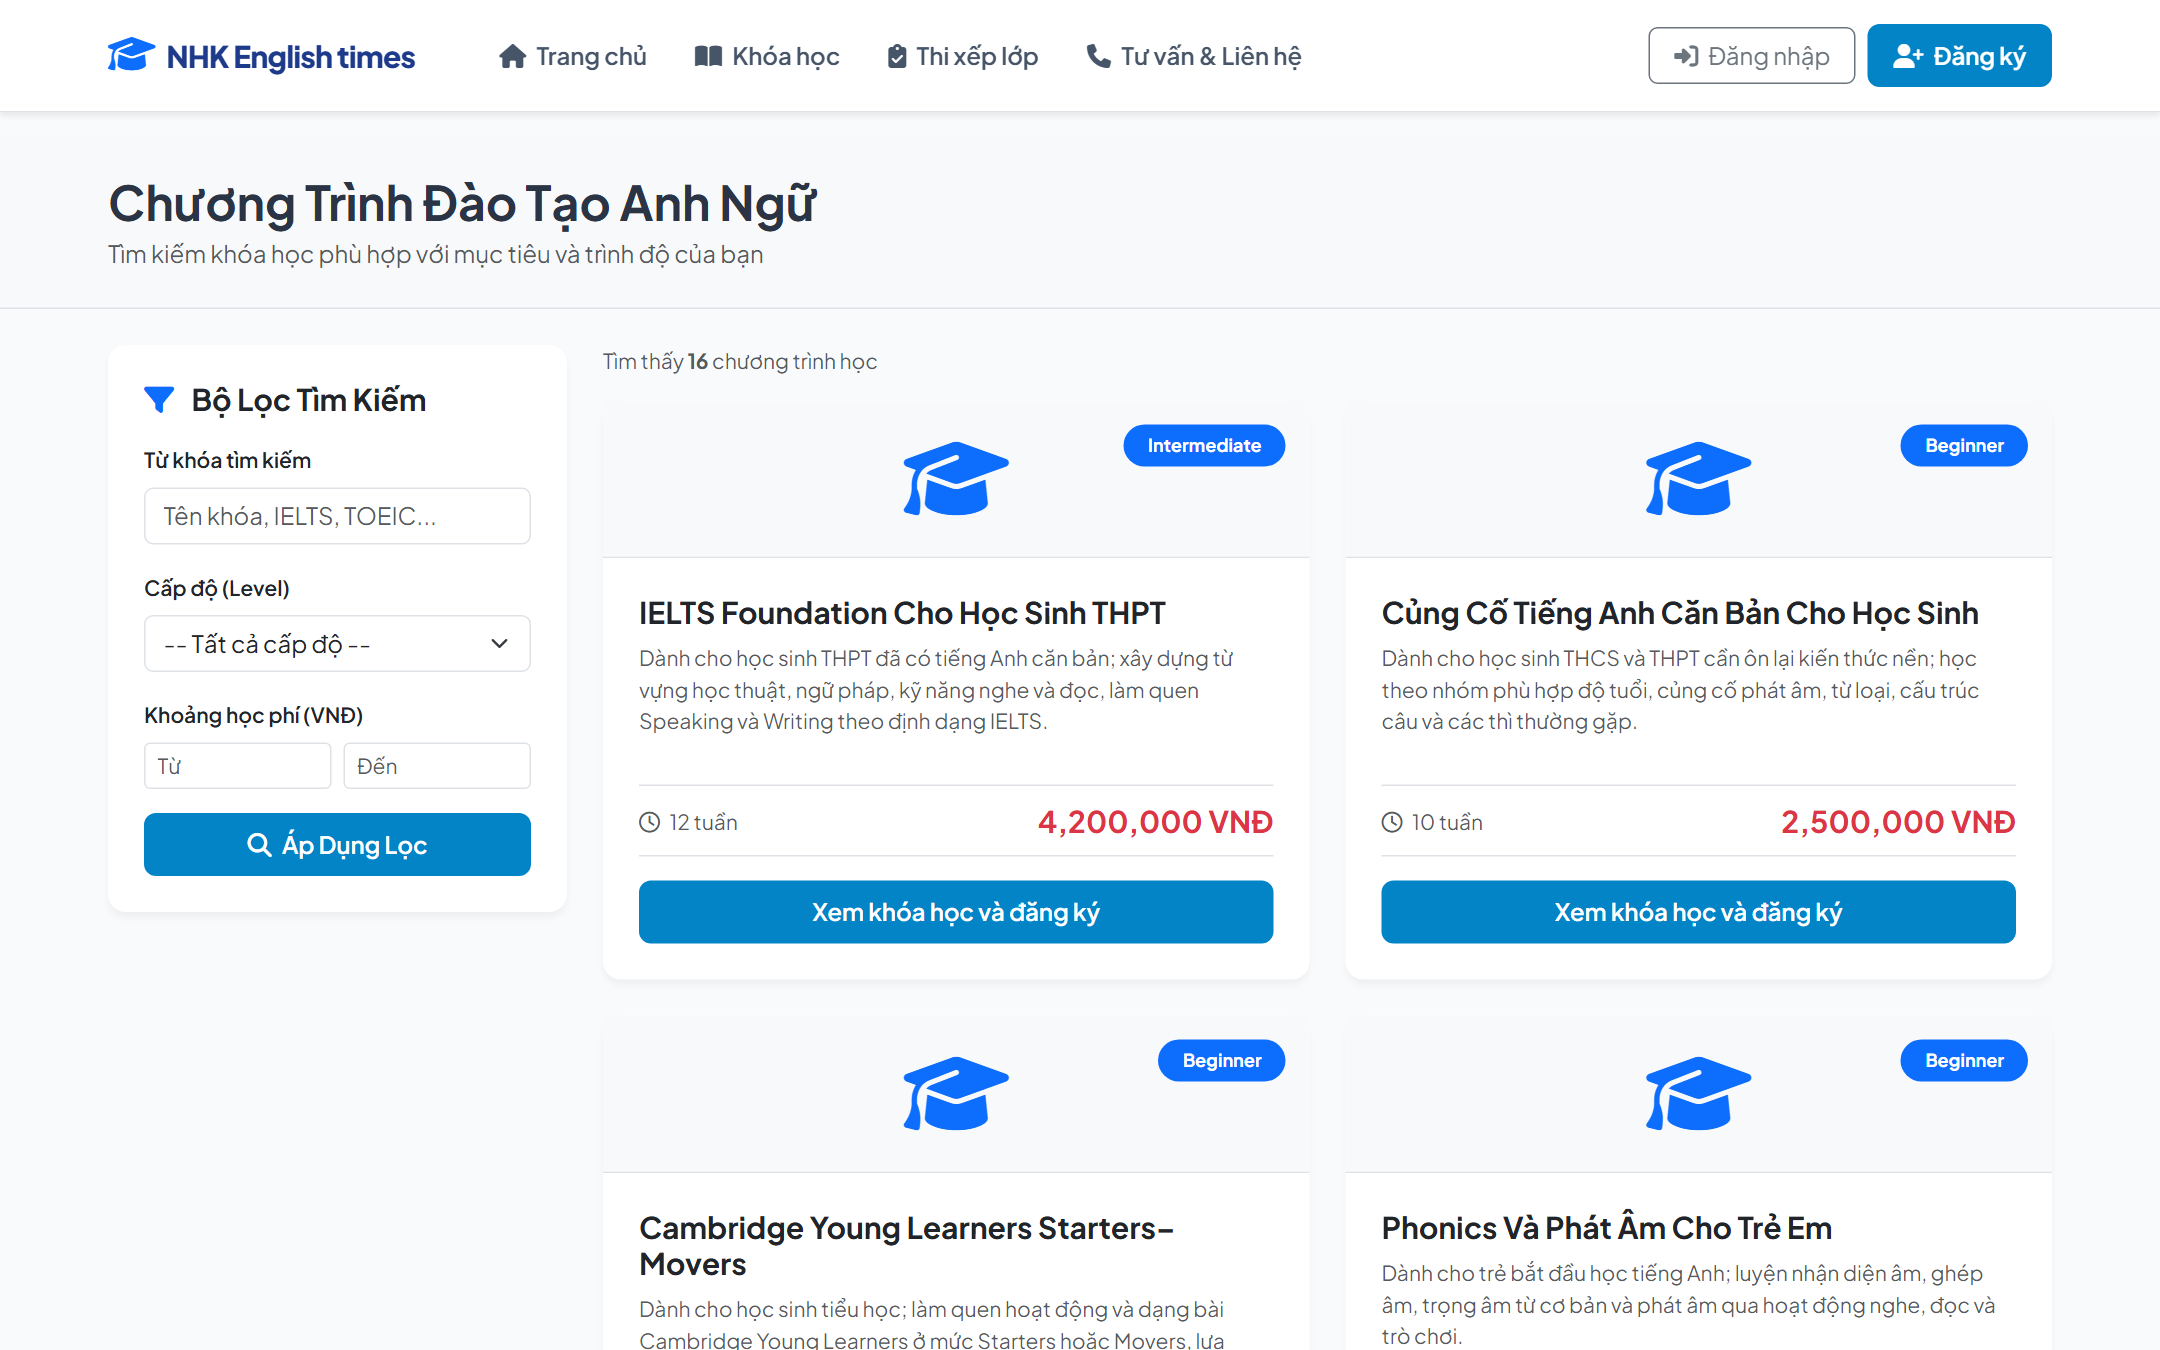 NHK English times
Trang chủ
Khóa học
Thi xếp lớp
Tư vấn & Liên hệ
Đăng nhập
Đăng ký
Chương Trình Đào Tạo Anh Ngữ
Tìm kiếm khóa học phù hợp với mục tiêu và trình độ của bạn
Bộ Lọc Tìm Kiếm
Từ khóa tìm kiếm
Tên khóa, IELTS, TOEIC...
Cấp độ (Level)
-- Tất cả cấp độ --
Khoảng học phí (VNĐ)
Từ
Đến
Áp Dụng Lọc
Tìm thấy 16 chương trình học
Intermediate
IELTS Foundation Cho Học Sinh THPT
Dành cho học sinh THPT đã có tiếng Anh căn bản; xây dựng từ
vựng học thuật, ngữ pháp, kỹ năng nghe và đọc, làm quen
Speaking và Writing theo định dạng IELTS.
12 tuần
4,200,000 VNĐ
Xem khóa học và đăng ký
Beginner
Củng Cố Tiếng Anh Căn Bản Cho Học Sinh
Dành cho học sinh THCS và THPT cần ôn lại kiến thức nền; học
theo nhóm phù hợp độ tuổi, củng cố phát âm, từ loại, cấu trúc
câu và các thì thường gặp.
10 tuần
2,500,000 VNĐ
Xem khóa học và đăng ký
Beginner
Cambridge Young Learners Starters–
Movers
Dành cho học sinh tiểu học; làm quen hoạt động và dạng bài
Cambridge Young Learners ở mức Starters hoặc Movers, lựa
Beginner
Phonics Và Phát Âm Cho Trẻ Em
Dành cho trẻ bắt đầu học tiếng Anh; luyện nhận diện âm, ghép
âm, trọng âm từ cơ bản và phát âm qua hoạt động nghe, đọc và
trò chơi.